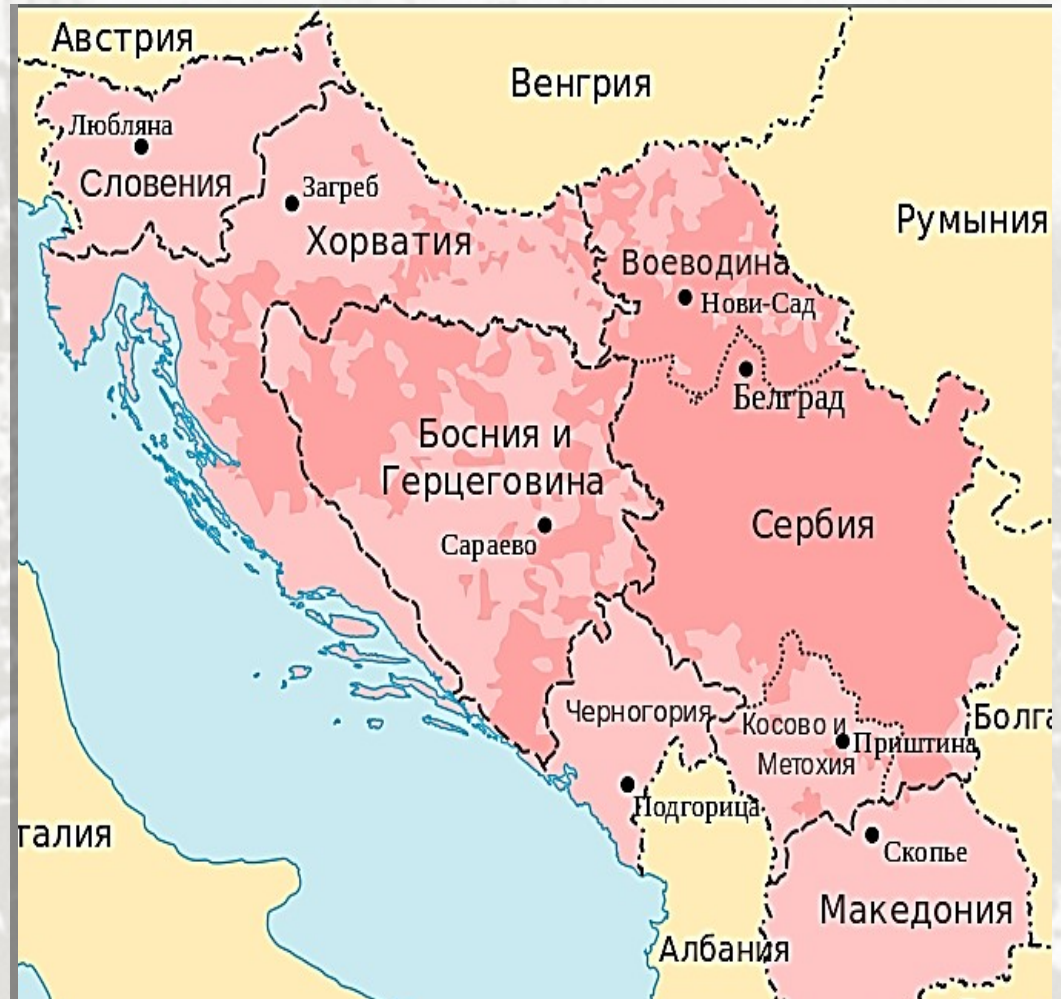 Австрия
Венгрия
Любляна
Словения
Загреб
Хорватия
Румыния
Воеводина
Нови-Сад
Белград
Босния и
Герцеговина
Сараево
Сербия
Черногория
Косово и
Метохия
Приштина
Болга
Подгорица
талия
Скопье
Македония
Албания